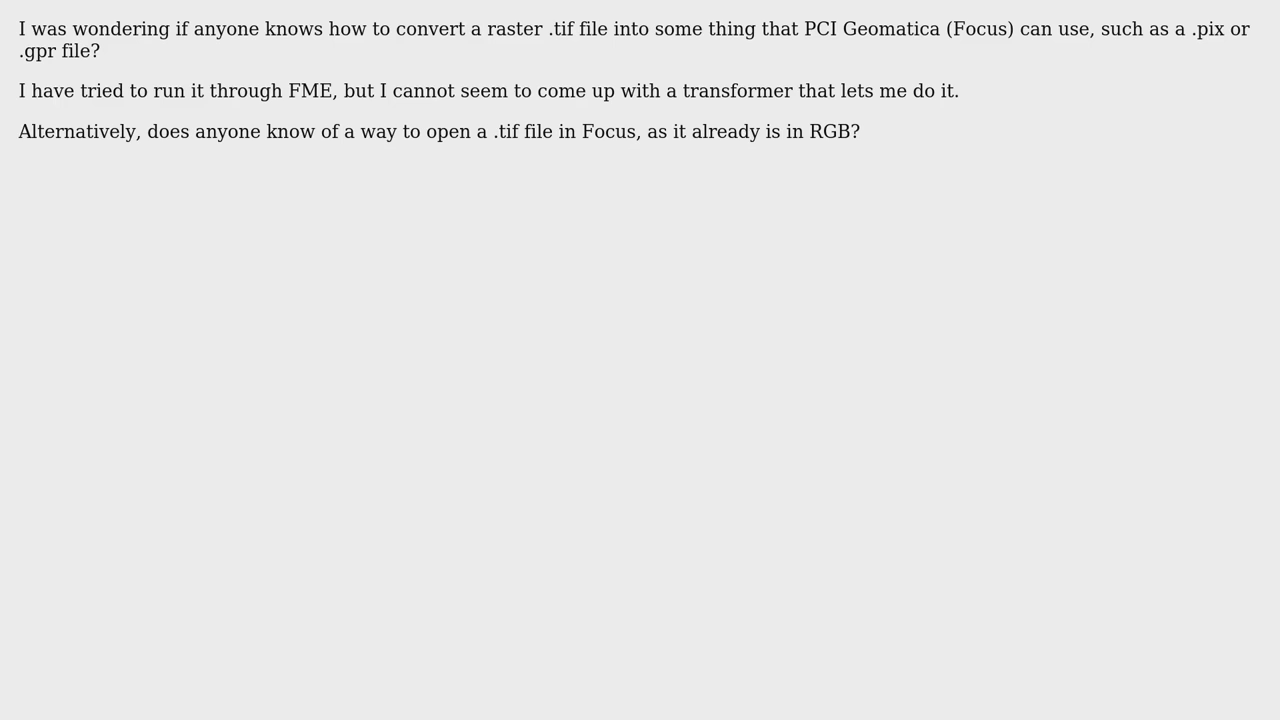 I was wondering if anyone knows how to convert a raster .tif file into some thing that PCI Geomatica (Focus) can use, such as a .pix or
.gpr file?
I have tried to run it through FME, but I cannot seem to come up with a transformer that lets me do it.
Alternatively, does anyone know of a way to open a .tif file in Focus, as it already is in RGB?